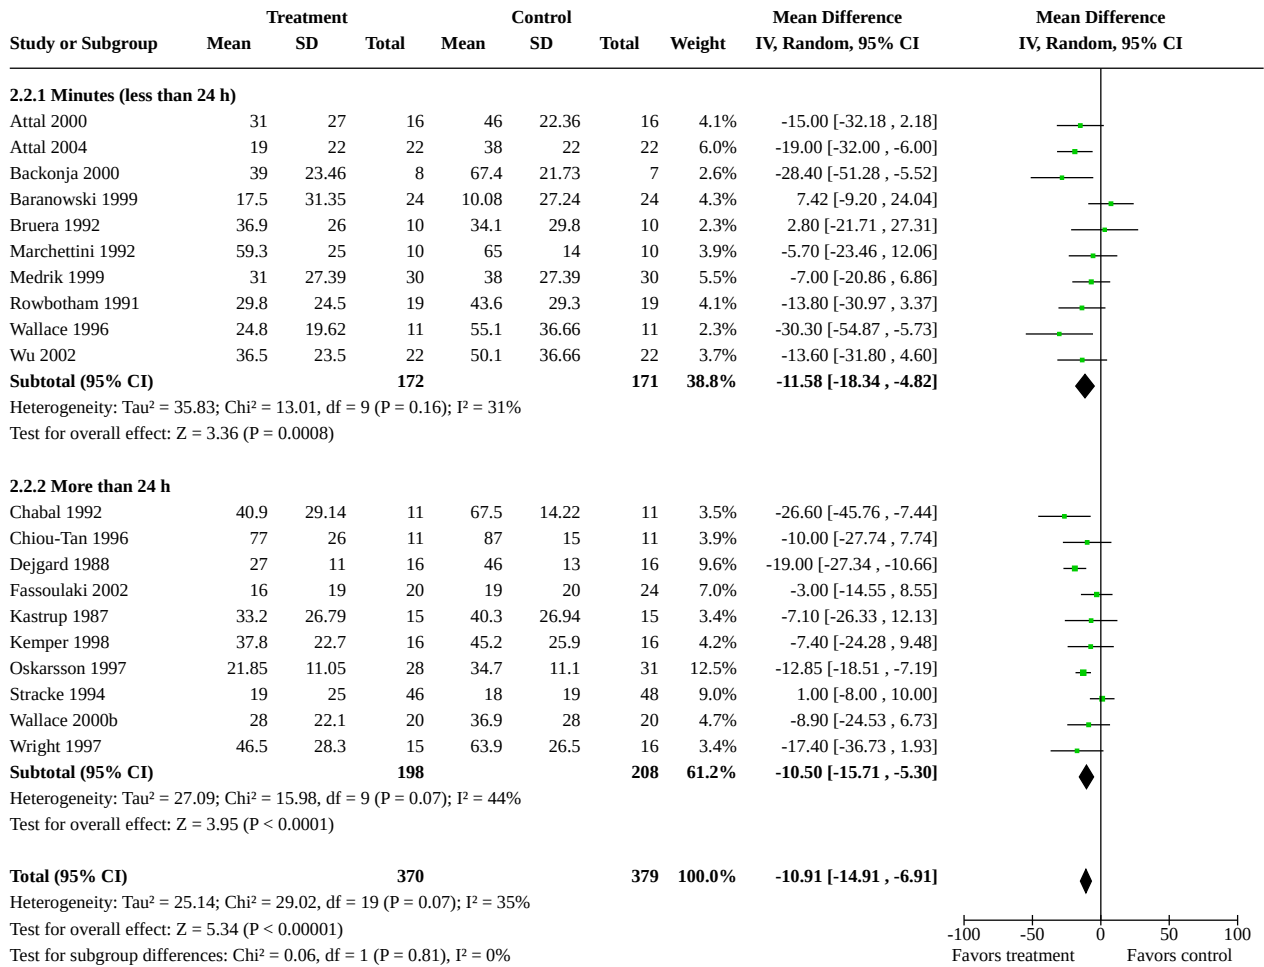 Treatment Control Mean Difference Mean Difference
Study or Subgroup Mean SD Total Mean SD Total Weight IV, Random, 95% CI IV, Random, 95% CI
2.2.1 Minutes (less than 24 h)
Attal 2000 31 27 16 46 22.36 16 4.1% -15.00 [-32.18 , 2.18]
Attal 2004 19 22 22 38 22 22 6.0% -19.00 [-32.00 , -6.00]
Backonja 2000 39 23.46 8 67.4 21.73 7 2.6% -28.40 [-51.28 , -5.52]
Baranowski 1999 17.5 31.35 24 10.08 27.24 24 4.3% 7.42 [-9.20 , 24.04]
Bruera 1992 36.9 26 10 34.1 29.8 10 2.3% 2.80 [-21.71 , 27.31]
Marchettini 1992 59.3 25 10 65 14 10 3.9% -5.70 [-23.46 , 12.06]
Medrik 1999 31 27.39 30 38 27.39 30 5.5% -7.00 [-20.86 , 6.86]
Rowbotham 1991 29.8 24.5 19 43.6 29.3 19 4.1% -13.80 [-30.97 , 3.37]
Wallace 1996 24.8 19.62 11 55.1 36.66 11 2.3% -30.30 [-54.87 , -5.73]
Wu 2002 36.5 23.5 22 50.1 36.66 22 3.7% -13.60 [-31.80 , 4.60]
Subtotal (95% CI) 172 171 38.8% -11.58 [-18.34 , -4.82]
Heterogeneity: Tau² = 35.83; Chi² = 13.01, df = 9 (P = 0.16); I² = 31%
Test for overall effect: Z = 3.36 (P = 0.0008)
2.2.2 More than 24 h
Chabal 1992 40.9 29.14 11 67.5 14.22 11 3.5% -26.60 [-45.76 , -7.44]
Chiou-Tan 1996 77 26 11 87 15 11 3.9% -10.00 [-27.74 , 7.74]
Dejgard 1988 27 11 16 46 13 16 9.6% -19.00 [-27.34 , -10.66]
Fassoulaki 2002 16 19 20 19 20 24 7.0% -3.00 [-14.55 , 8.55]
Kastrup 1987 33.2 26.79 15 40.3 26.94 15 3.4% -7.10 [-26.33 , 12.13]
Kemper 1998 37.8 22.7 16 45.2 25.9 16 4.2% -7.40 [-24.28 , 9.48]
Oskarsson 1997 21.85 11.05 28 34.7 11.1 31 12.5% -12.85 [-18.51 , -7.19]
Stracke 1994 19 25 46 18 19 48 9.0% 1.00 [-8.00 , 10.00]
Wallace 2000b 28 22.1 20 36.9 28 20 4.7% -8.90 [-24.53 , 6.73]
Wright 1997 46.5 28.3 15 63.9 26.5 16 3.4% -17.40 [-36.73 , 1.93]
Subtotal (95% CI) 198 208 61.2% -10.50 [-15.71 , -5.30]
Heterogeneity: Tau² = 27.09; Chi² = 15.98, df = 9 (P = 0.07); I² = 44%
Test for overall effect: Z = 3.95 (P < 0.0001)
Total (95% CI) 370 379 100.0% -10.91 [-14.91 , -6.91]
Heterogeneity: Tau² = 25.14; Chi² = 29.02, df = 19 (P = 0.07); I² = 35%
Test for overall effect: Z = 5.34 (P < 0.00001) -100 -50 0 50 100
Test for subgroup differences: Chi² = 0.06, df = 1 (P = 0.81), I² = 0% Favors treatment Favors control